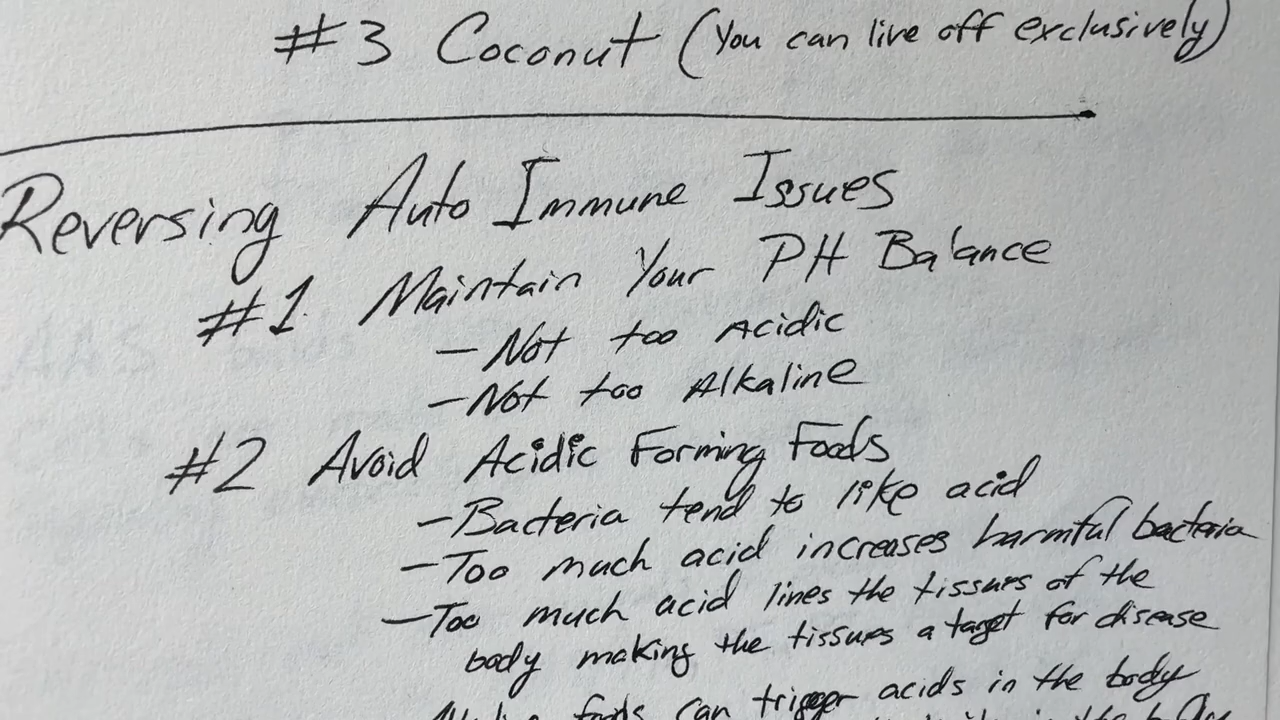 #3 Coconut (You can live off exclusively)
Reversing Auto Immune Issues
#1 Maintain Your PH Balance
- Not too Acidic
- Not too Alkaline
#2 Avoid Acidic Forming Foods
- Bacteria tend to like acid
- Too much acid increases harmful bacteria
- Too much acid lines the tissues of the
body making the tissues a target for disease
foods can trigger acids in the body
in the